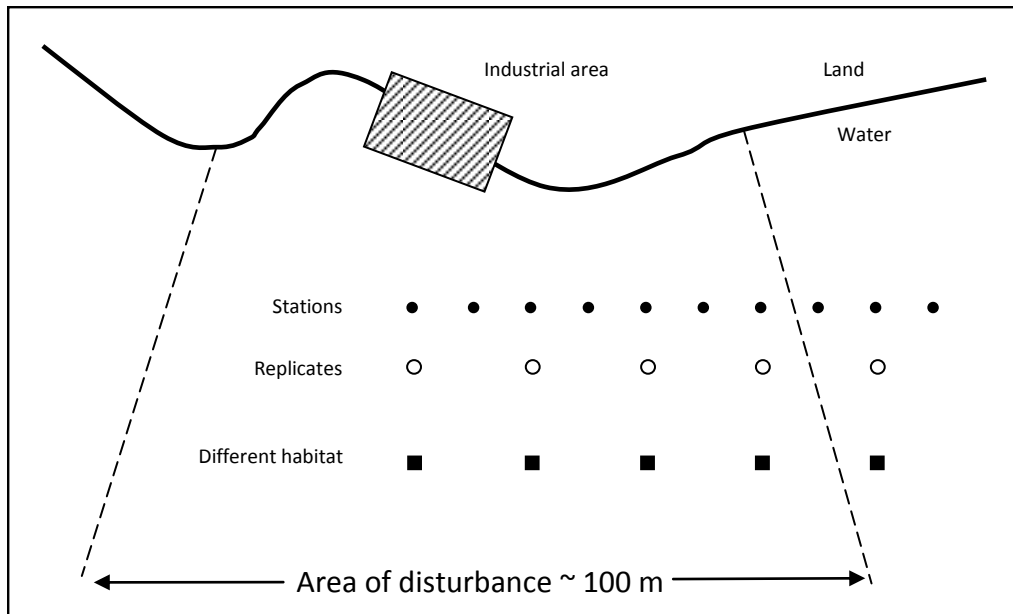 Industrial area
Land
Water
Stations
Replicates
Different habitat
Area of disturbance ~ 100 m